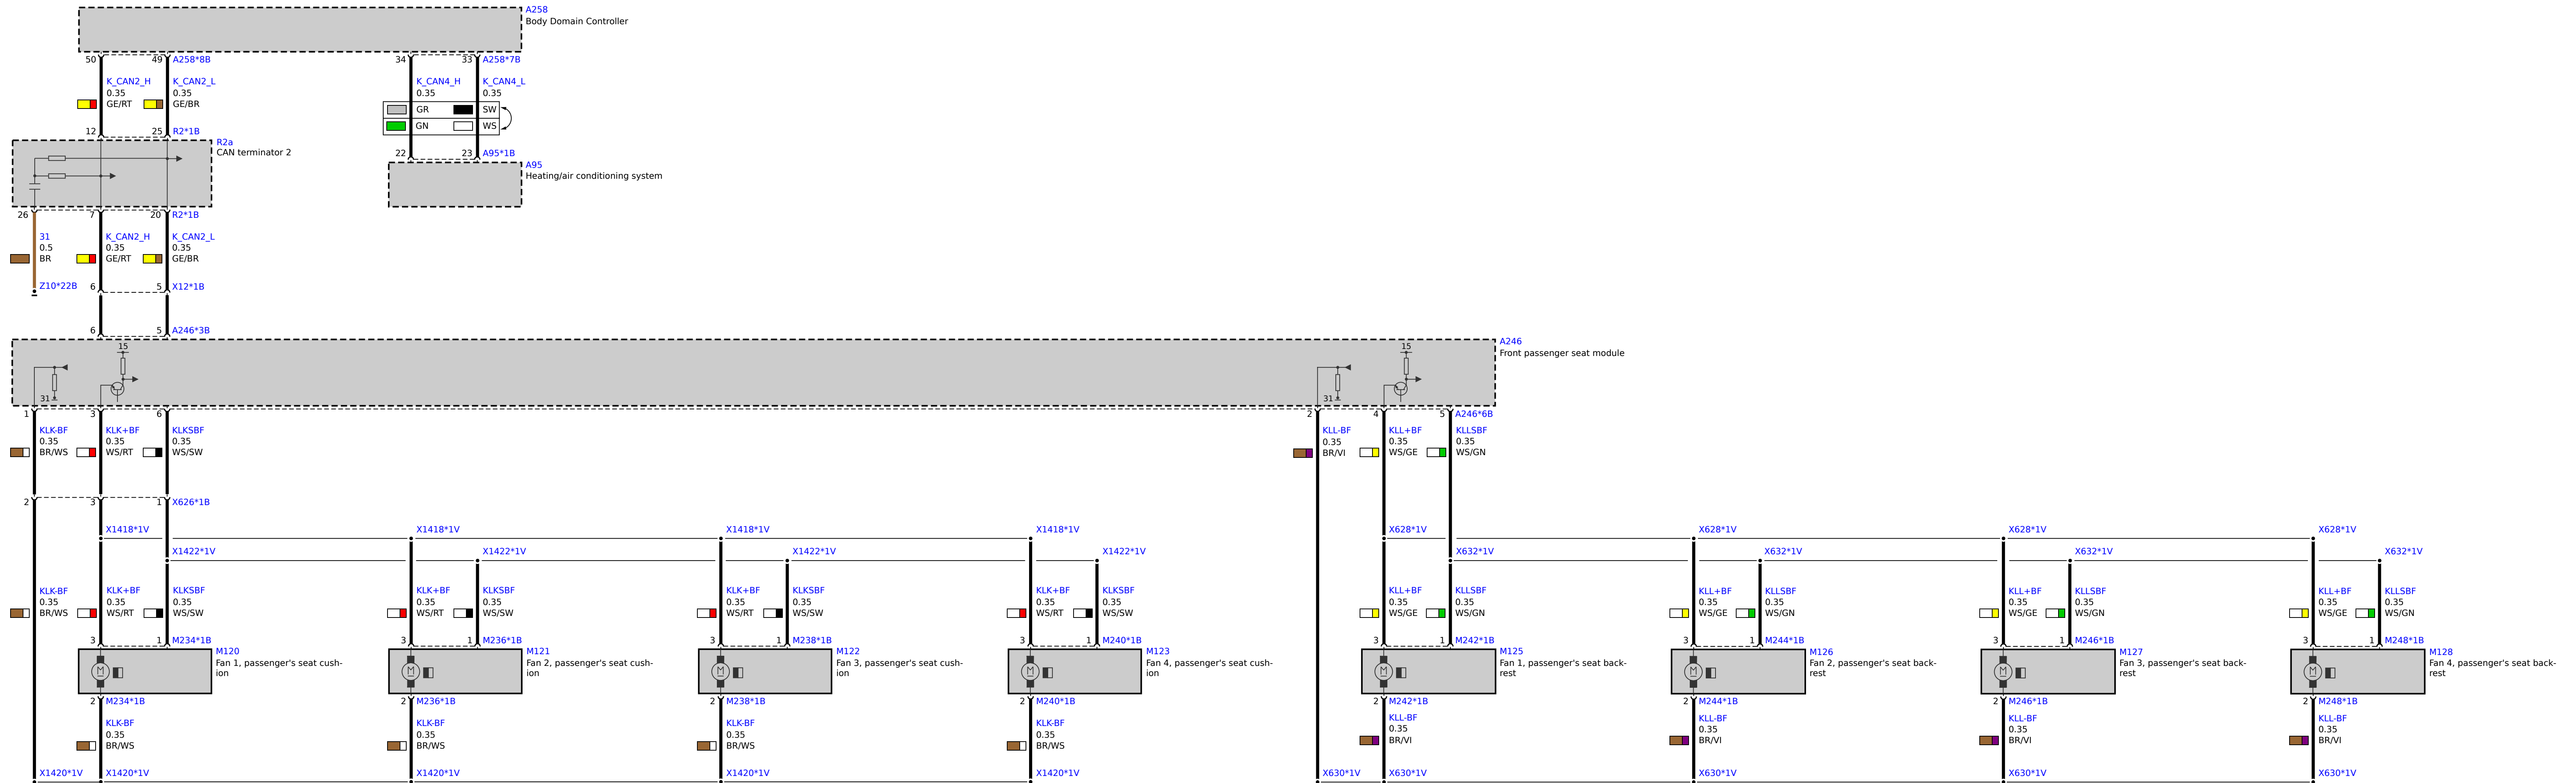 A258
Body Domain Controller
50 49 A258*8B 34 33 A258*7B
K_CAN2_H K_CAN2_L K_CAN4_H K_CAN4_L
0.35 0.35 0.35 0.35
GE/RT GE/BR
GR SW
GN WS
12 25 R2*1B
R2a
CAN terminator 2
22 23 A95*1B
A95
Heating/air conditioning system
26 7 20 R2*1B
31 K_CAN2_H K_CAN2_L
0.5 0.35 0.35
BR GE/RT GE/BR
Z10*22B 6 5 X12*1B
6 5 A246*3B
A246
Front passenger seat module
15 15
31 31
1 3 6 2 4 5 A246*6B
KLK-BF KLK+BF KLKSBF KLL-BF KLL+BF KLLSBF
0.35 0.35 0.35 0.35 0.35 0.35
BR/WS WS/RT WS/SW BR/VI WS/GE WS/GN
2 3 1 X626*1B
X1418*1V X1418*1V X1418*1V X1418*1V X628*1V X628*1V X628*1V X628*1V
X1422*1V X1422*1V X1422*1V X1422*1V X632*1V X632*1V X632*1V X632*1V
KLK-BF KLK+BF KLKSBF KLK+BF KLKSBF KLK+BF KLKSBF KLK+BF KLKSBF KLL+BF KLLSBF KLL+BF KLLSBF KLL+BF KLLSBF KLL+BF KLLSBF
0.35 0.35 0.35 0.35 0.35 0.35 0.35 0.35 0.35 0.35 0.35 0.35 0.35 0.35 0.35 0.35 0.35
BR/WS WS/RT WS/SW WS/RT WS/SW WS/RT WS/SW WS/RT WS/SW WS/GE WS/GN WS/GE WS/GN WS/GE WS/GN WS/GE WS/GN
3 1 M234*1B 3 1 M236*1B 3 1 M238*1B 3 1 M240*1B 3 1 M242*1B 3 1 M244*1B 3 1 M246*1B 3 1 M248*1B
M120 M121 M122 M123 M125 M126 M127 M128
Fan 1, passenger's seat cush- Fan 2, passenger's seat cush- Fan 3, passenger's seat cush- Fan 4, passenger's seat cush- Fan 1, passenger's seat back- Fan 2, passenger's seat back- Fan 3, passenger's seat back- Fan 4, passenger's seat back-
ion ion ion ion rest rest rest rest
M M M M M M M M
2 M234*1B 2 M236*1B 2 M238*1B 2 M240*1B 2 M242*1B 2 M244*1B 2 M246*1B 2 M248*1B
KLK-BF KLK-BF KLK-BF KLK-BF KLL-BF KLL-BF KLL-BF KLL-BF
0.35 0.35 0.35 0.35 0.35 0.35 0.35 0.35
BR/WS BR/WS BR/WS BR/WS BR/VI BR/VI BR/VI BR/VI
X1420*1V X1420*1V X1420*1V X1420*1V X1420*1V X630*1V X630*1V X630*1V X630*1V X630*1V